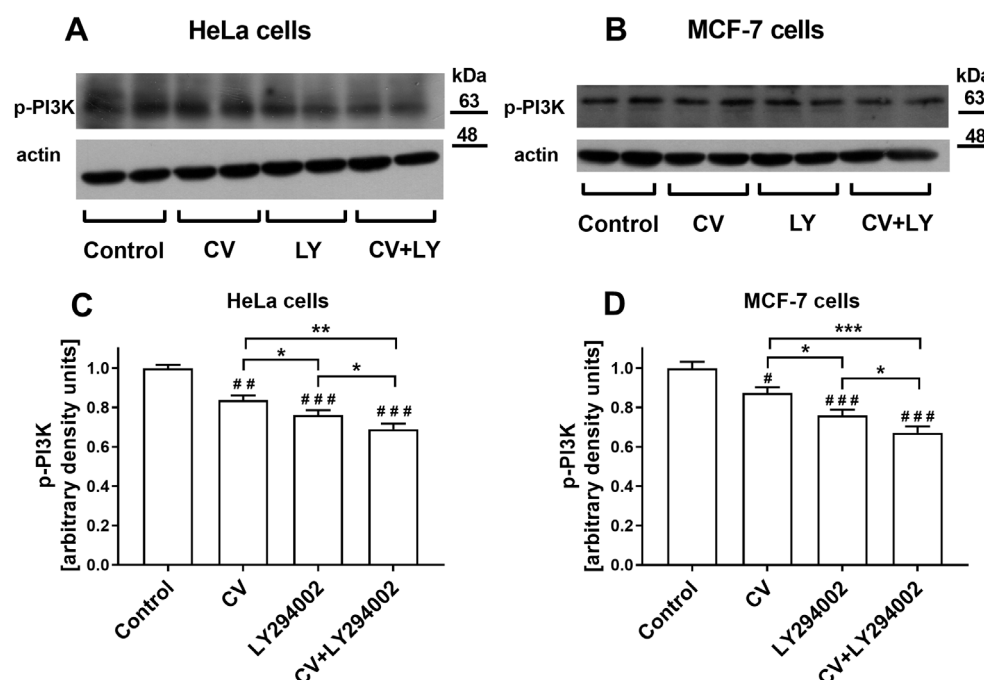 A
HeLa cells
kDa
p-PI3K
63
48
actin
Control
CV
LY
CV+LY
B
MCF-7 cells
kDa
p-PI3K
63
48
actin
Control
CV
LY
CV+LY
C
HeLa cells
p-PI3K
[arbitrary density units]
1.0
0.8
0.6
0.4
0.2
0.0
**
*
*
##
###
###
Control
CV
LY294002
CV+LY294002
D
MCF-7 cells
p-PI3K
[arbitrary density units]
1.0
0.8
0.6
0.4
0.2
0.0
***
*
*
#
###
###
Control
CV
LY294002
CV+LY294002